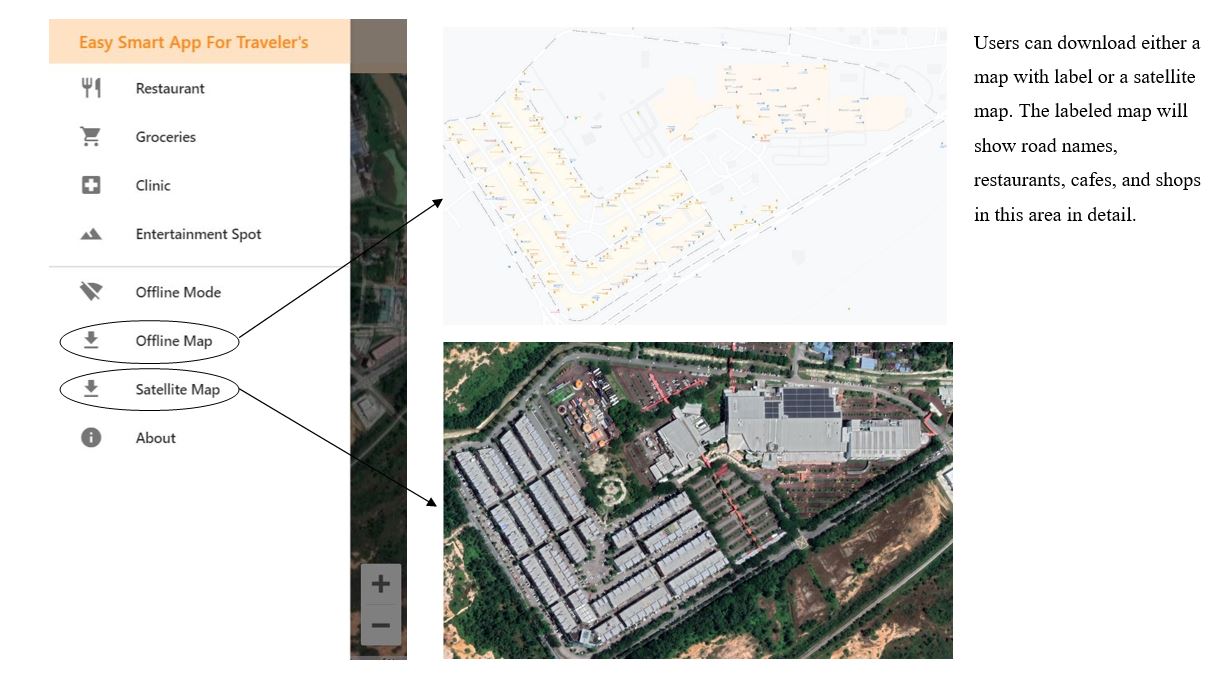 Easy Smart App For Traveler's
Restaurant
Groceries
Clinic
Entertainment Spot
Offline Mode
Offline Map
Satellite Map
About
+
−
Users can download either a
map with label or a satellite
map. The labeled map will
show road names,
restaurants, cafes, and shops
in this area in detail.